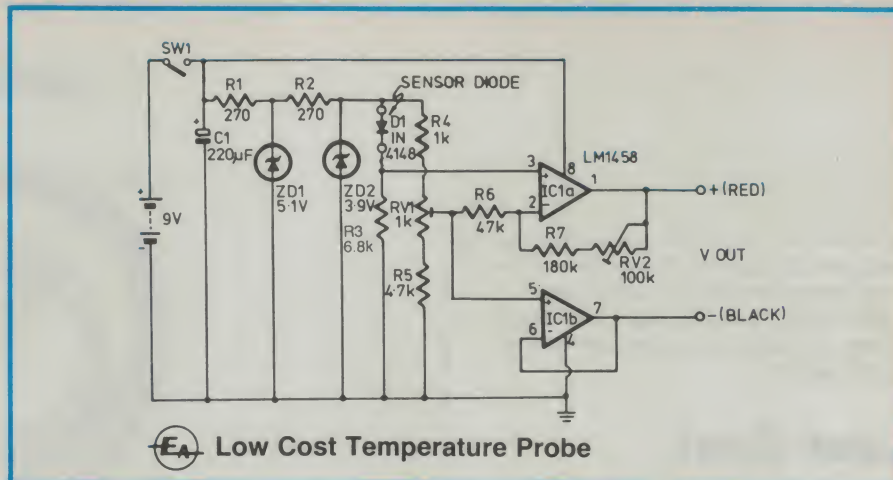 SW1
R1
270
R2
270
SENSOR DIODE
D1
IN
4148
R4
1k
C1
220µF
+
ZD1
5.1V
ZD2
3.9V
R3
6.8k
RV1
1k
R5
4.7k
+
9V
-
R6
47k
3
+
2
-
IC1a
8
1
LM1458
R7
180k
RV2
100k
+(RED)
V OUT
5
+
6
-
IC1b
7
4
-(BLACK)
EA Low Cost Temperature Probe